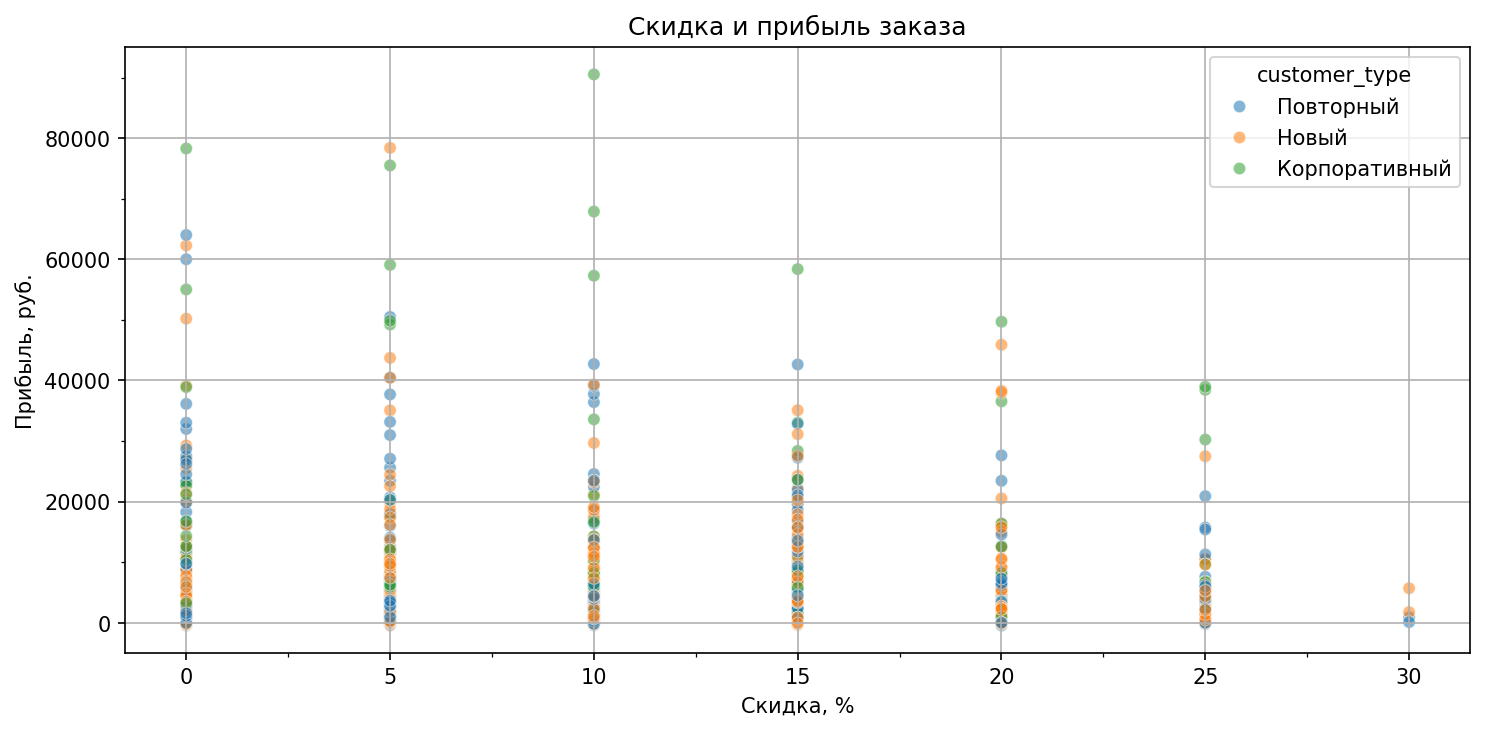 Скидка и прибыль заказа
customer_type
Повторный
Новый
Корпоративный
Прибыль, руб.
80000
60000
40000
20000
0
0 5 10 15 20 25 30
Скидка, %